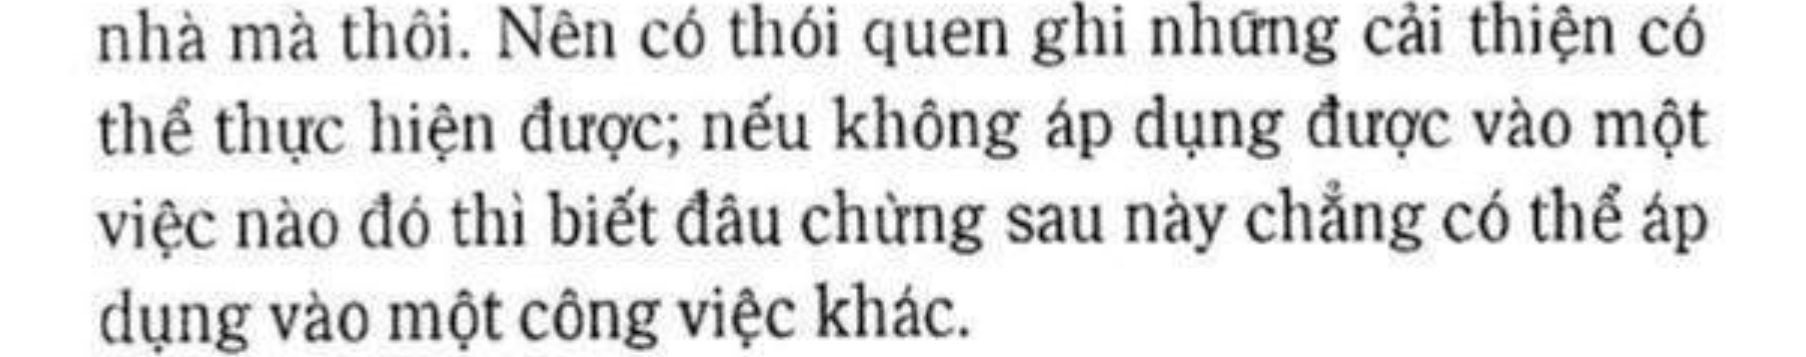 nhà mà thôi. Nên có thói quen ghi những cải thiện có
thể thực hiện được; nếu không áp dụng được vào một
việc nào đó thì biết đâu chừng sau này chẳng có thể áp
dụng vào một công việc khác.